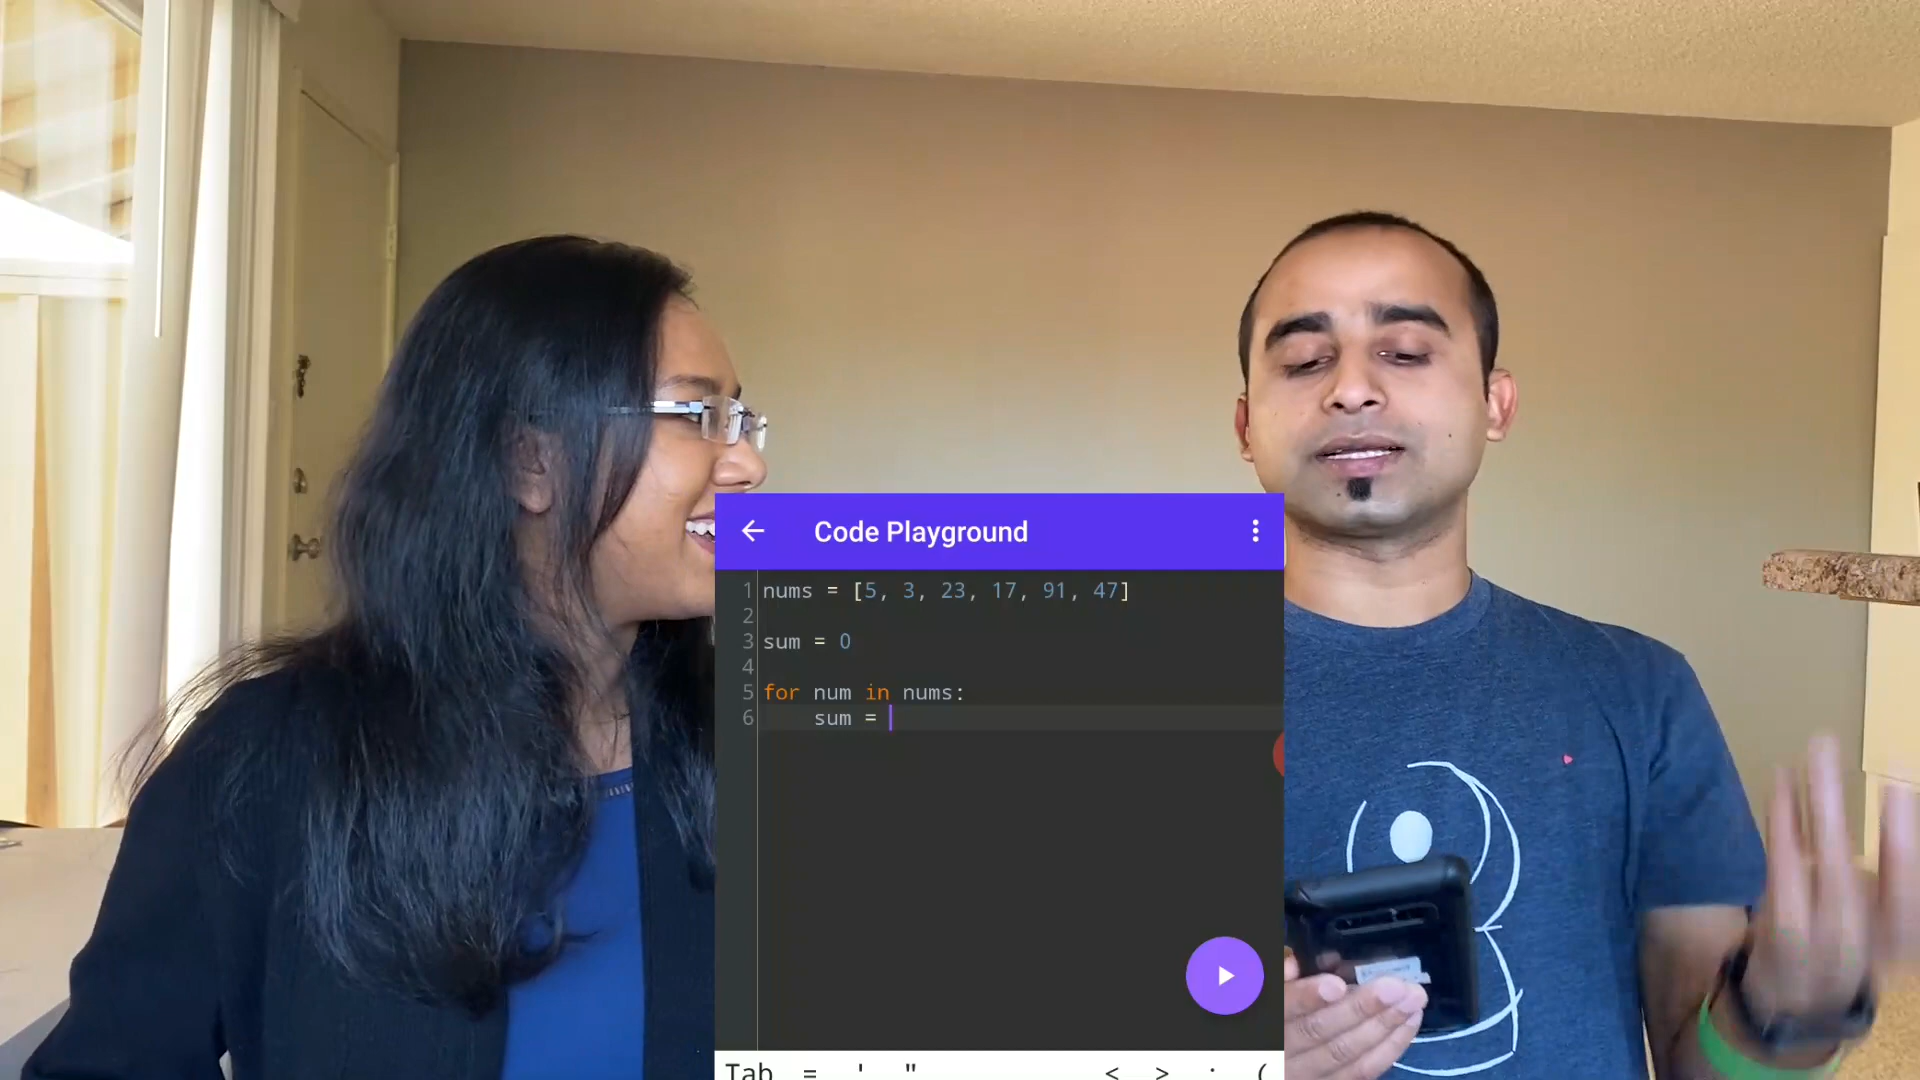 Code Playground
1 nums = [5, 3, 23, 17, 91, 47]
2
3 sum = 0
4
5 for num in nums:
6     sum =
Tab = ' " < > : (